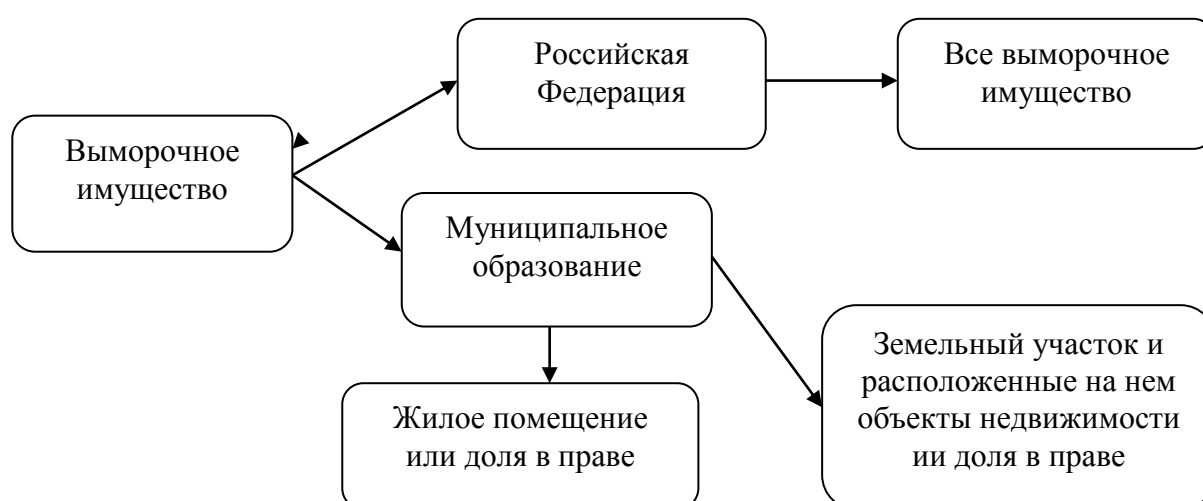 Российская
Федерация
Все выморочное
имущество
Выморочное
имущество
Муниципальное
образование
Земельный участок и
расположенные на нем
объекты недвижимости
ии доля в праве
Жилое помещение
или доля в праве